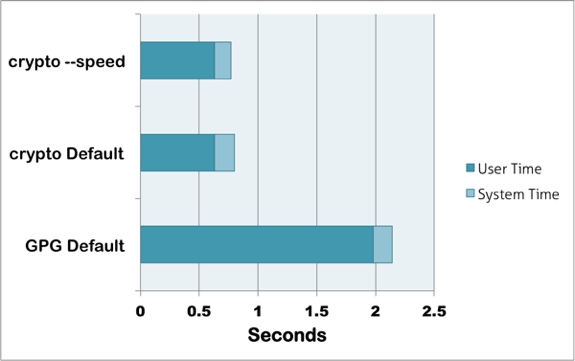 crypto --speed
crypto Default
GPG Default
User Time
System Time
0 0.5 1 1.5 2 2.5
Seconds